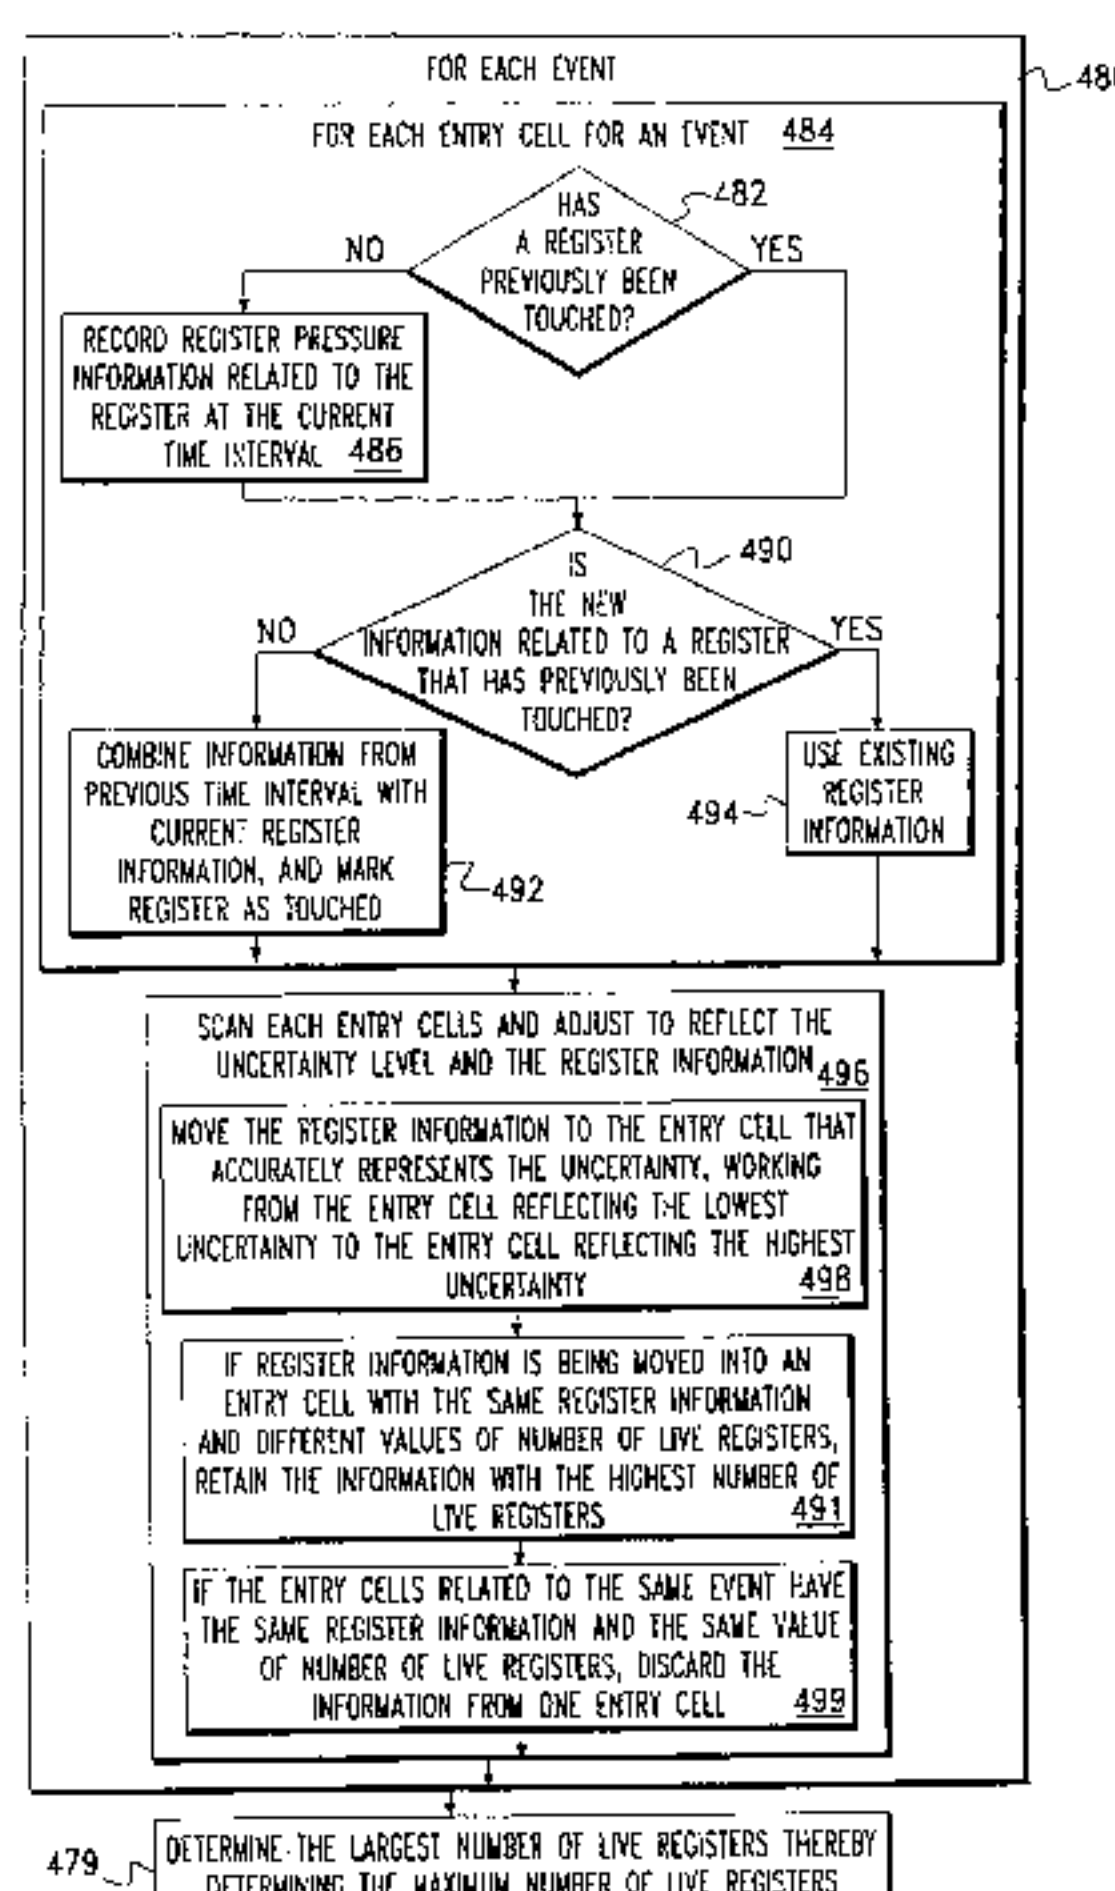 FOR EACH EVENT
FOR EACH ENTRY CELL FOR AN EVENT 484
482
HAS
A REGISTER
PREVIOUSLY BEEN
TOUCHED?
NO
YES
RECORD REGISTER PRESSURE
INFORMATION RELATED TO THE
REGISTER AT THE CURRENT
TIME INTERVAL
490
IS
THE NEW
INFORMATION RELATED TO A REGISTER
THAT HAS PREVIOUSLY BEEN
TOUCHED?
NO
YES
COMBINE INFORMATION FROM
PREVIOUS TIME INTERVAL WITH
CURRENT REGISTER
INFORMATION, AND MARK
REGISTER AS TOUCHED
492
USE EXISTING
REGISTER
INFORMATION
494
SCAN EACH ENTRY CELLS AND ADJUST TO REFLECT THE
UNCERTAINTY LEVEL AND THE REGISTER INFORMATION 496
MOVE THE REGISTER INFORMATION TO THE ENTRY CELL THAT
ACCURATELY REPRESENTS THE UNCERTAINTY, WORKING
FROM THE ENTRY CELL REFLECTING THE LOWEST
UNCERTAINTY TO THE ENTRY CELL REFLECTING THE HIGHEST
UNCERTAINTY 498
IF REGISTER INFORMATION IS BEING MOVED INTO AN
ENTRY CELL WITH THE SAME REGISTER INFORMATION
AND DIFFERENT VALUES OF NUMBER OF LIVE REGISTERS,
RETAIN THE INFORMATION WITH THE HIGHEST NUMBER OF
LIVE REGISTERS 491
IF THE ENTRY CELLS RELATED TO THE SAME EVENT HAVE
THE SAME REGISTER INFORMATION AND THE SAME VALUE
OF NUMBER OF LIVE REGISTERS, DISCARD THE
INFORMATION FROM ONE ENTRY CELL 499
479
DETERMINE THE LARGEST NUMBER OF LIVE REGISTERS THEREBY
DETERMINING THE MAXIMUM NUMBER OF LIVE REGISTERS